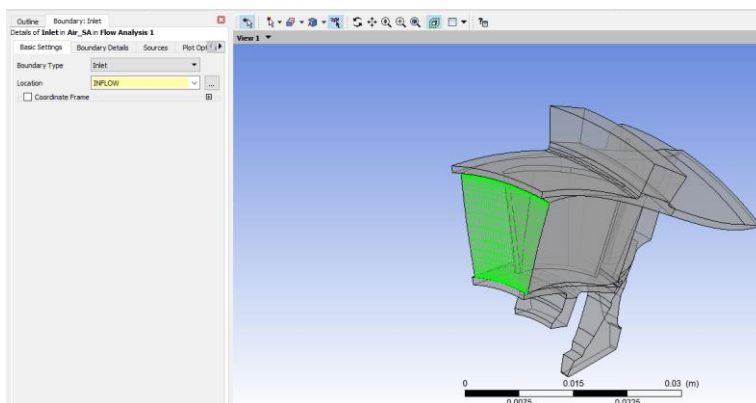 Outline Boundary: Inlet
Details of Inlet in Air_SA in Flow Analysis 1
Basic Settings Boundary Details Sources Plot Opt
Boundary Type Inlet
Location INFLOW ...
Coordinate Frame
View 1
0 0.015 0.03 (m)
0.0075 0.0225